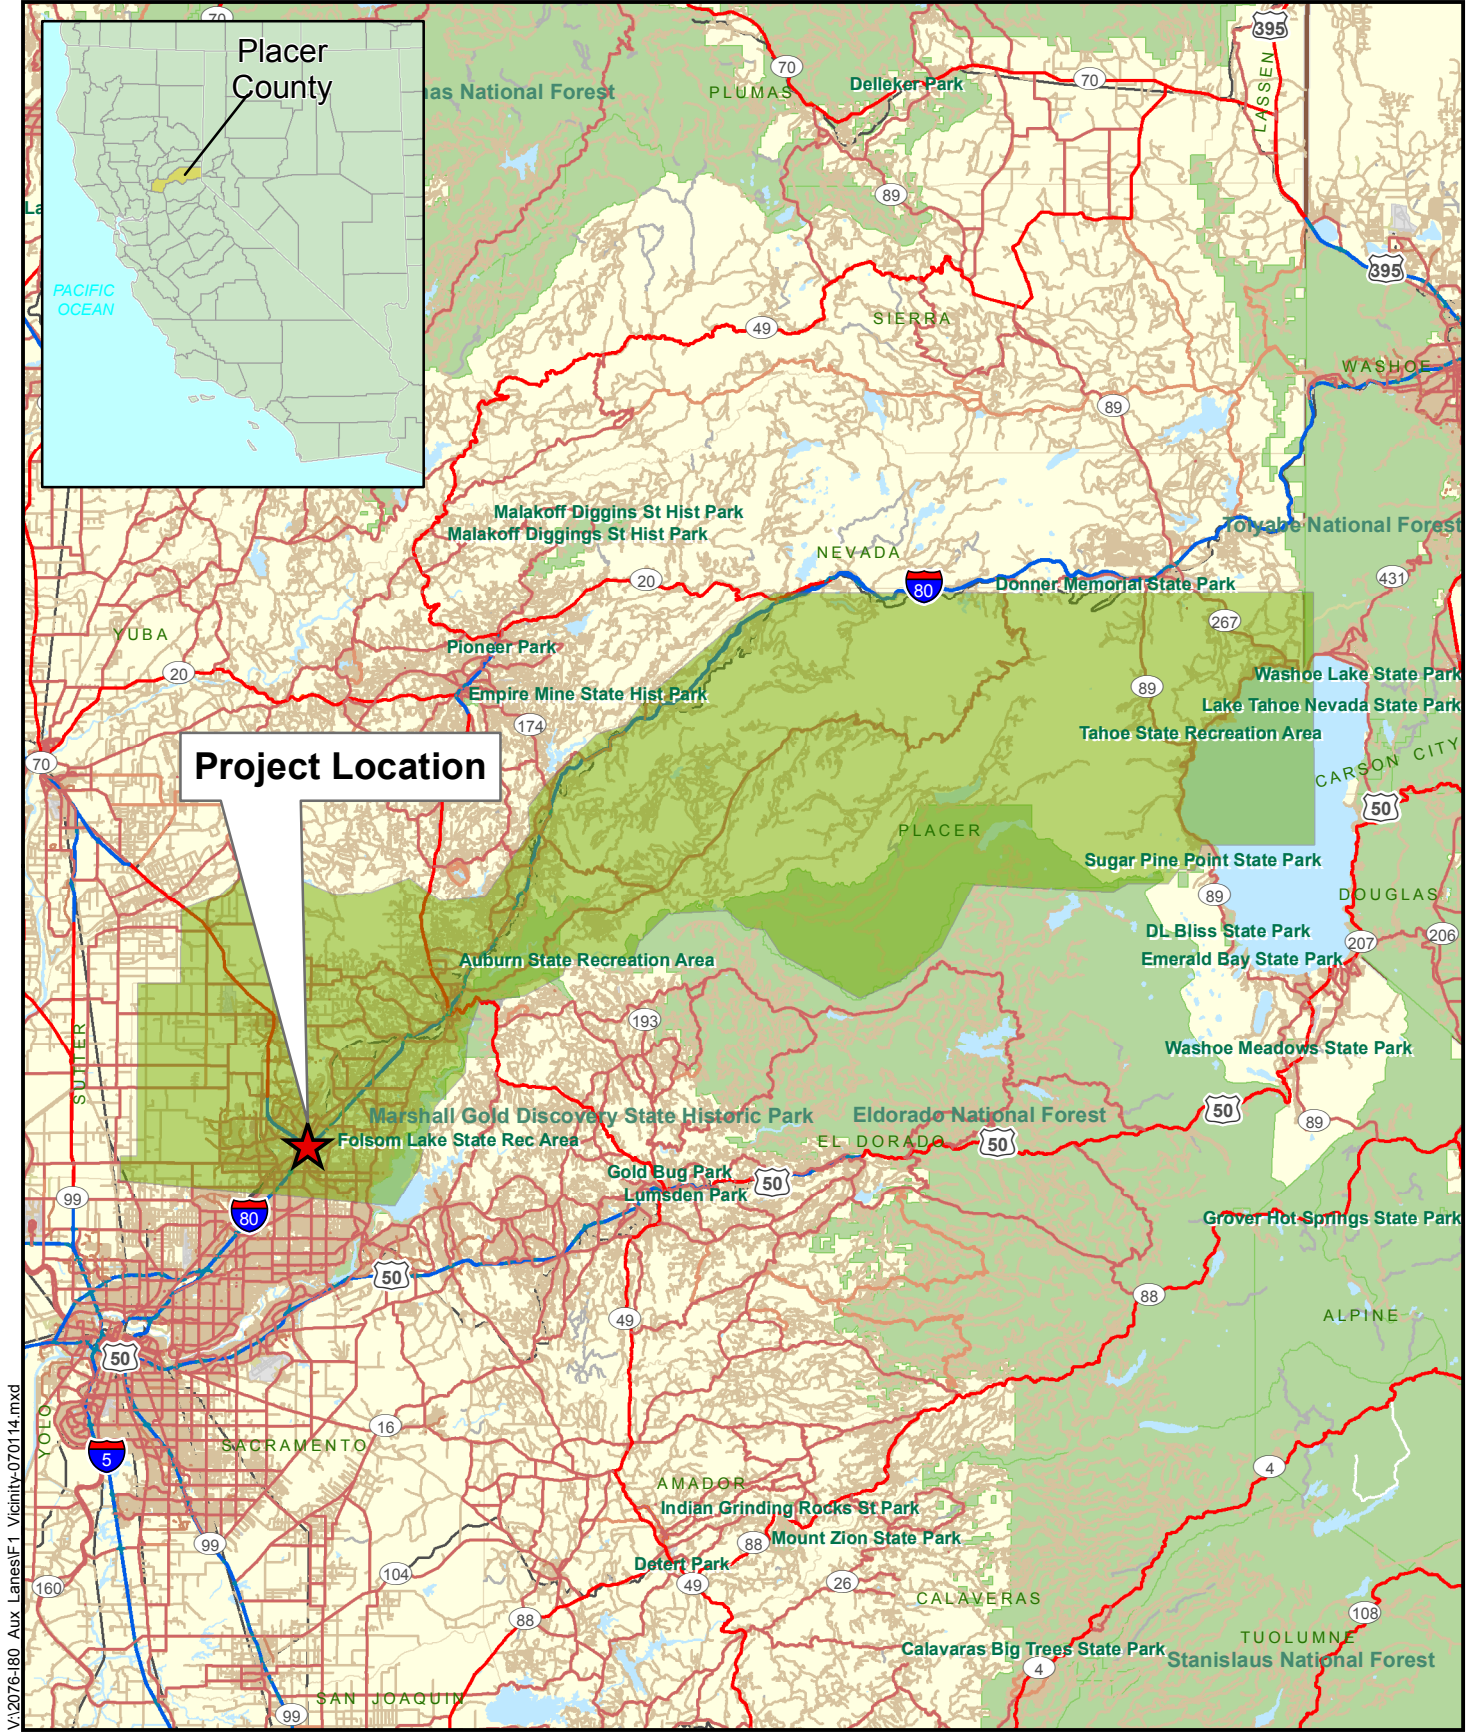 70
395
Placer
County
PACIFIC
OCEAN
nas National Forest
La
70
PLUMAS
Delleker Park
70
LASSEN
89
395
SIERRA
49
WASHOE
89
Malakoff Diggins St Hist Park
Malakoff Diggings St Hist Park
Toiyabe National Forest
NEVADA
20
80
Donner Memorial State Park
431
267
YUBA
Pioneer Park
20
Empire Mine State Hist Park
89
Washoe Lake State Park
Lake Tahoe Nevada State Park
174
Tahoe State Recreation Area
70
Project Location
CARSON CITY
50
PLACER
Sugar Pine Point State Park
89
DOUGLAS
DL Bliss State Park
206
207
Auburn State Recreation Area
Emerald Bay State Park
193
SUTTER
Washoe Meadows State Park
Marshall Gold Discovery State Historic Park
Eldorado National Forest
50
89
Folsom Lake State Rec Area
EL DORADO
50
Gold Bug Park
50
Lumsden Park
99
80
Grover Hot Springs State Park
50
88
49
ALPINE
50
16
YOLO
SACRAMENTO
5
4
AMADOR
Indian Grinding Rocks St Park
88
Mount Zion State Park
99
Detert Park
104
49
26
160
CALAVERAS
88
108
TUOLUMNE
Calavaras Big Trees State Park
Stanislaus National Forest
4
SAN JOAQUIN
99
V:\2076-I80_Aux_Lanes\F1_Vicinity-070114.mxd